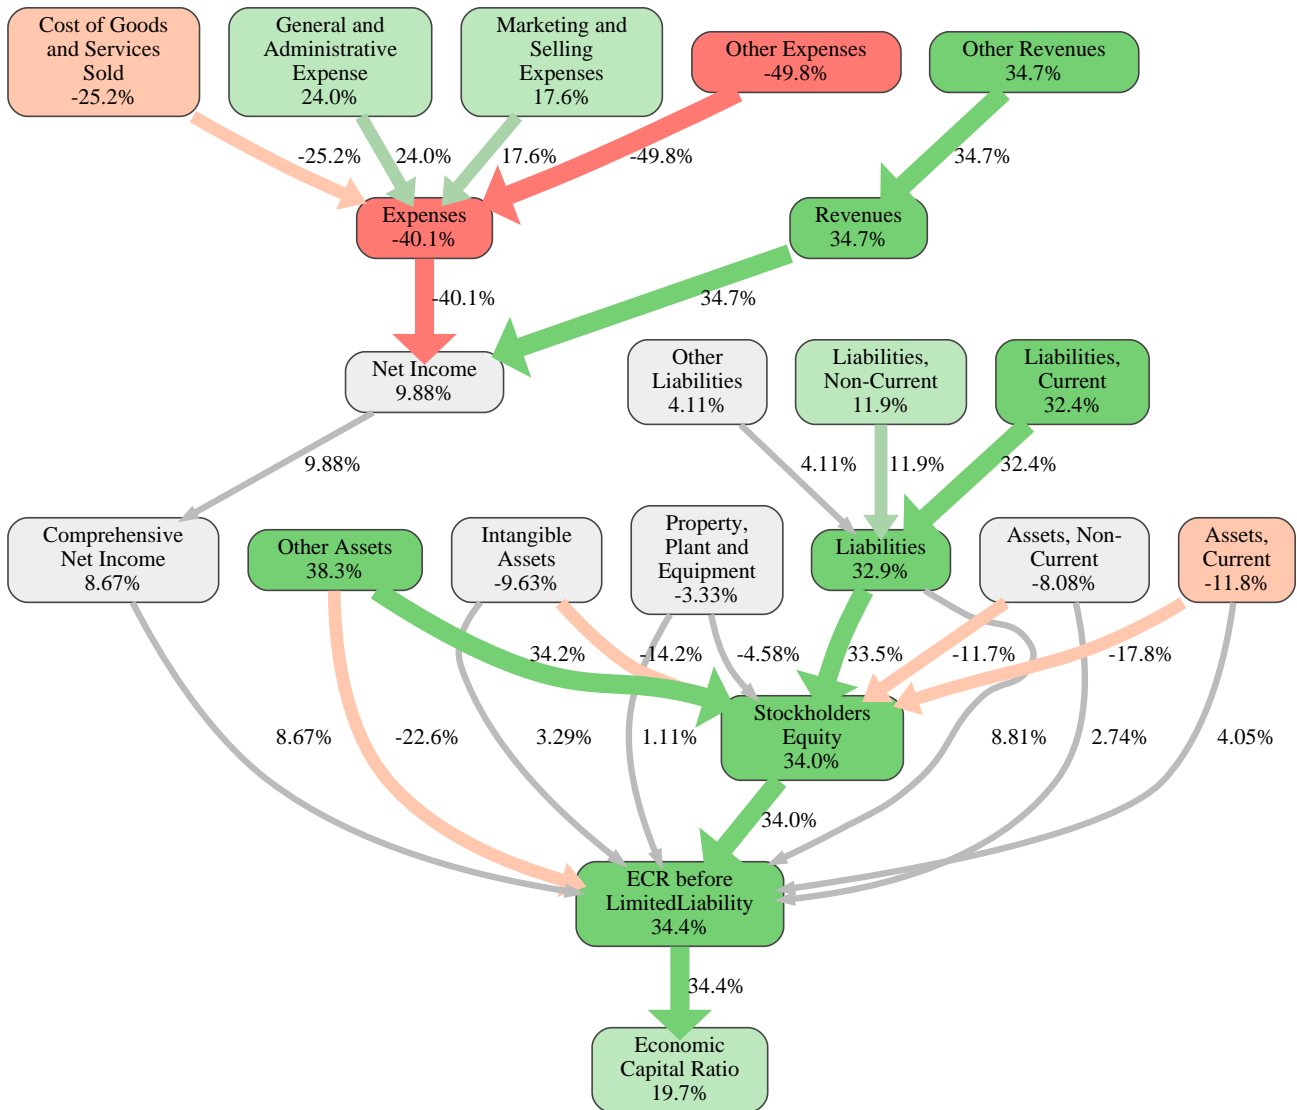 Cost of Goods
and Services
Sold
-25.2%
General and
Administrative
Expense
24.0%
Marketing and
Selling
Expenses
17.6%
Other Expenses
-49.8%
Other Revenues
34.7%
-25.2%
24.0%
17.6%
-49.8%
34.7%
Expenses
-40.1%
Revenues
34.7%
-40.1%
34.7%
Net Income
9.88%
Other
Liabilities
4.11%
Liabilities,
Non-Current
11.9%
Liabilities,
Current
32.4%
9.88%
4.11%
11.9%
32.4%
Comprehensive
Net Income
8.67%
Other Assets
38.3%
Intangible
Assets
-9.63%
Property,
Plant and
Equipment
-3.33%
Liabilities
32.9%
Assets, Non-
Current
-8.08%
Assets,
Current
-11.8%
34.2%
-14.2%
-4.58%
33.5%
-11.7%
-17.8%
Stockholders
Equity
34.0%
8.67%
-22.6%
3.29%
1.11%
8.81%
2.74%
4.05%
34.0%
ECR before
LimitedLiability
34.4%
34.4%
Economic
Capital Ratio
19.7%